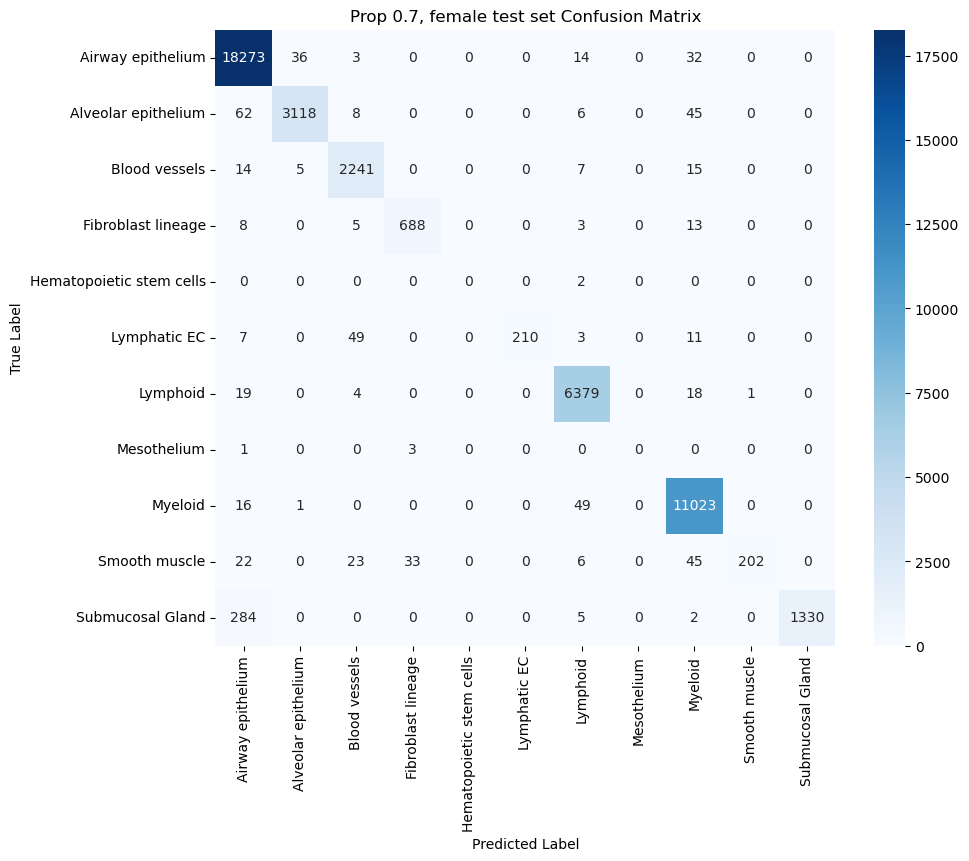 Prop 0.7, female test set Confusion Matrix
True Label
Airway epithelium 18273 36 3 0 0 0 14 0 32 0 0
Alveolar epithelium 62 3118 8 0 0 0 6 0 45 0 0
Blood vessels 14 5 2241 0 0 0 7 0 15 0 0
Fibroblast lineage 8 0 5 688 0 0 3 0 13 0 0
Hematopoietic stem cells 0 0 0 0 0 0 2 0 0 0 0
Lymphatic EC 7 0 49 0 0 210 3 0 11 0 0
Lymphoid 19 0 4 0 0 0 6379 0 18 1 0
Mesothelium 1 0 0 3 0 0 0 0 0 0 0
Myeloid 16 1 0 0 0 0 49 0 11023 0 0
Smooth muscle 22 0 23 33 0 0 6 0 45 202 0
Submucosal Gland 284 0 0 0 0 0 5 0 2 0 1330
Airway epithelium
Alveolar epithelium
Blood vessels
Fibroblast lineage
Hematopoietic stem cells
Lymphatic EC
Lymphoid
Mesothelium
Myeloid
Smooth muscle
Submucosal Gland
Predicted Label
17500
15000
12500
10000
7500
5000
2500
0